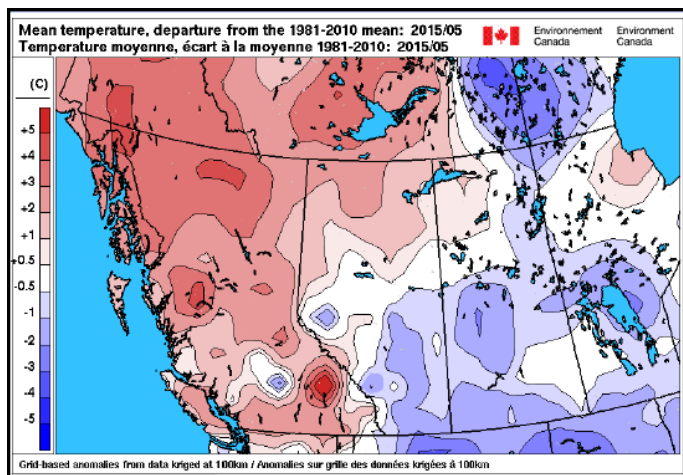 Mean temperature, departure from the 1981-2010 mean: 2015/05
Température moyenne, écart à la moyenne 1981-2010: 2015/05
Environnement Environment
Canada Canada
(C)
+5
+4
+3
+2
+1
+0.5
-0.5
-1
-2
-3
-4
-5
Grid-based anomalies from data kriged at 100km / Anomalies sur grille des données krigées à 100km